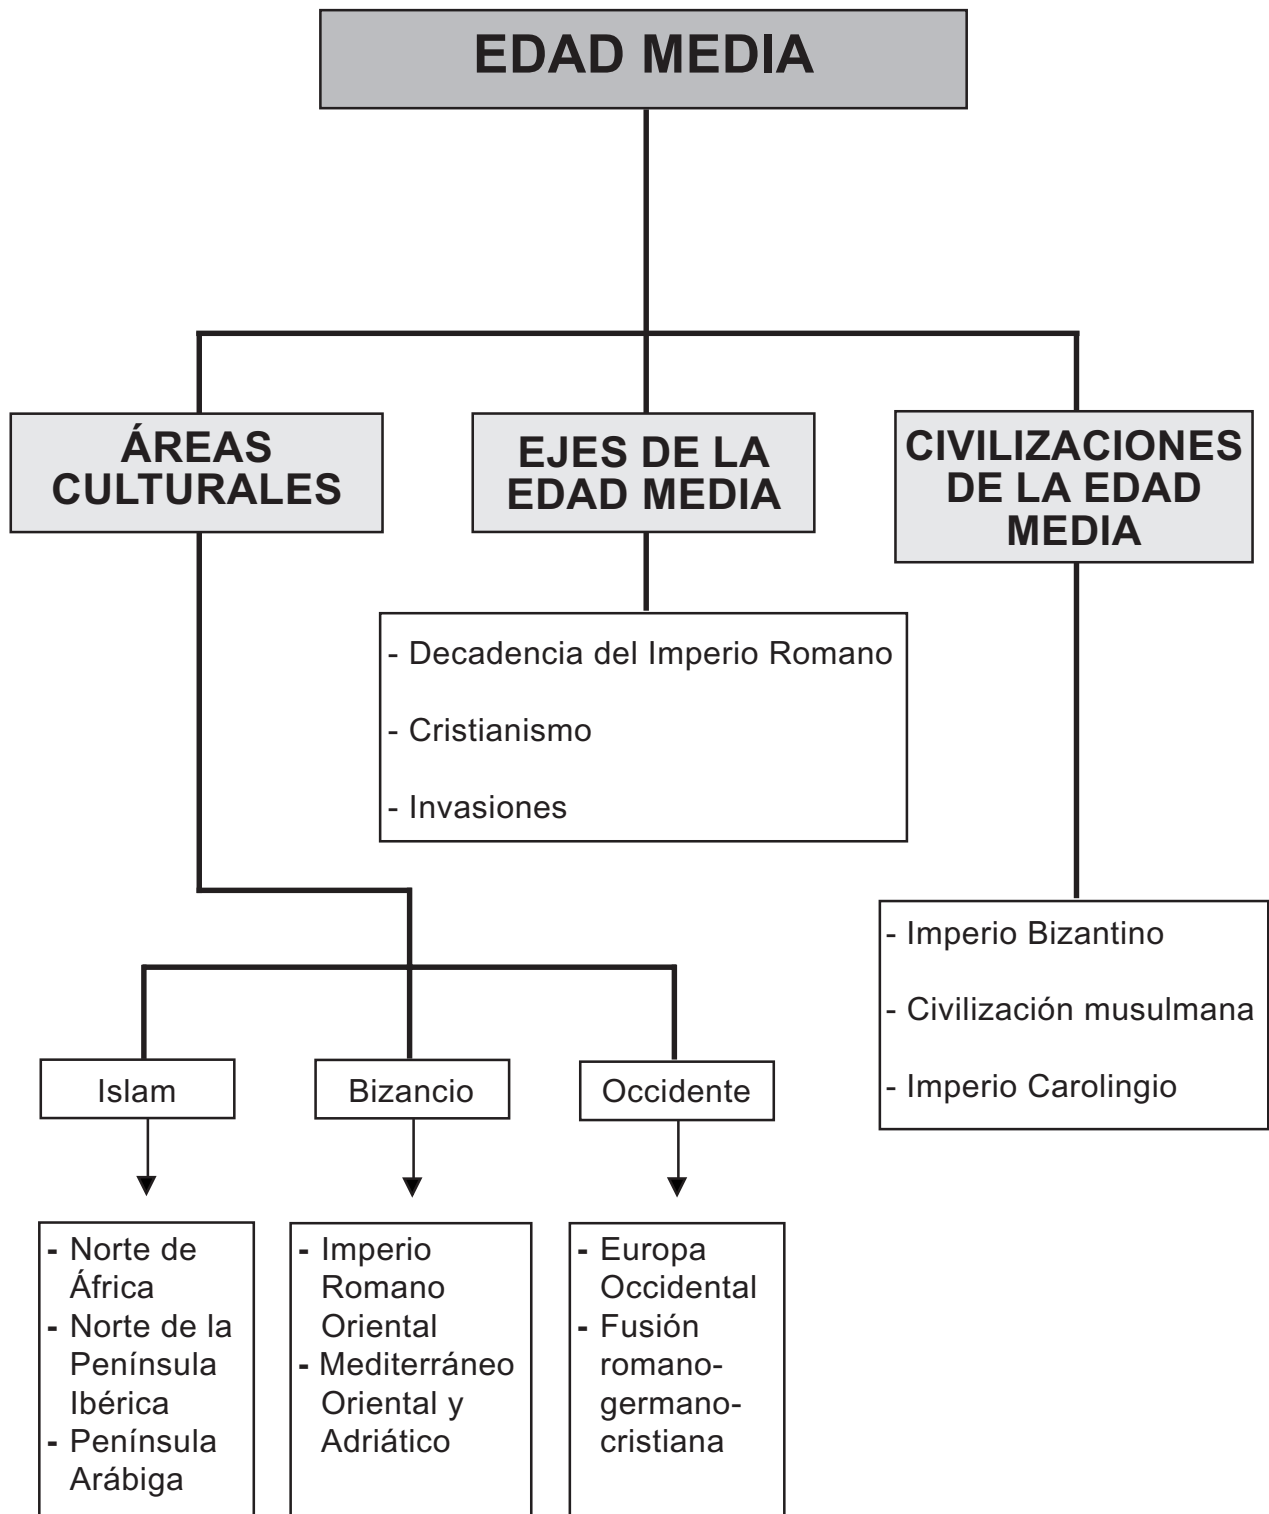 EDAD MEDIA
ÁREAS
CULTURALES
EJES DE LA
EDAD MEDIA
CIVILIZACIONES
DE LA EDAD
MEDIA
- Decadencia del Imperio Romano
- Cristianismo
- Invasiones
- Imperio Bizantino
- Civilización musulmana
- Imperio Carolingio
Islam
Bizancio
Occidente
- Norte de
África
- Norte de la
Península
Ibérica
- Península
Arábiga
- Imperio
Romano
Oriental
- Mediterráneo
Oriental y
Adriático
- Europa
Occidental
- Fusión
romano-
germano-
cristiana